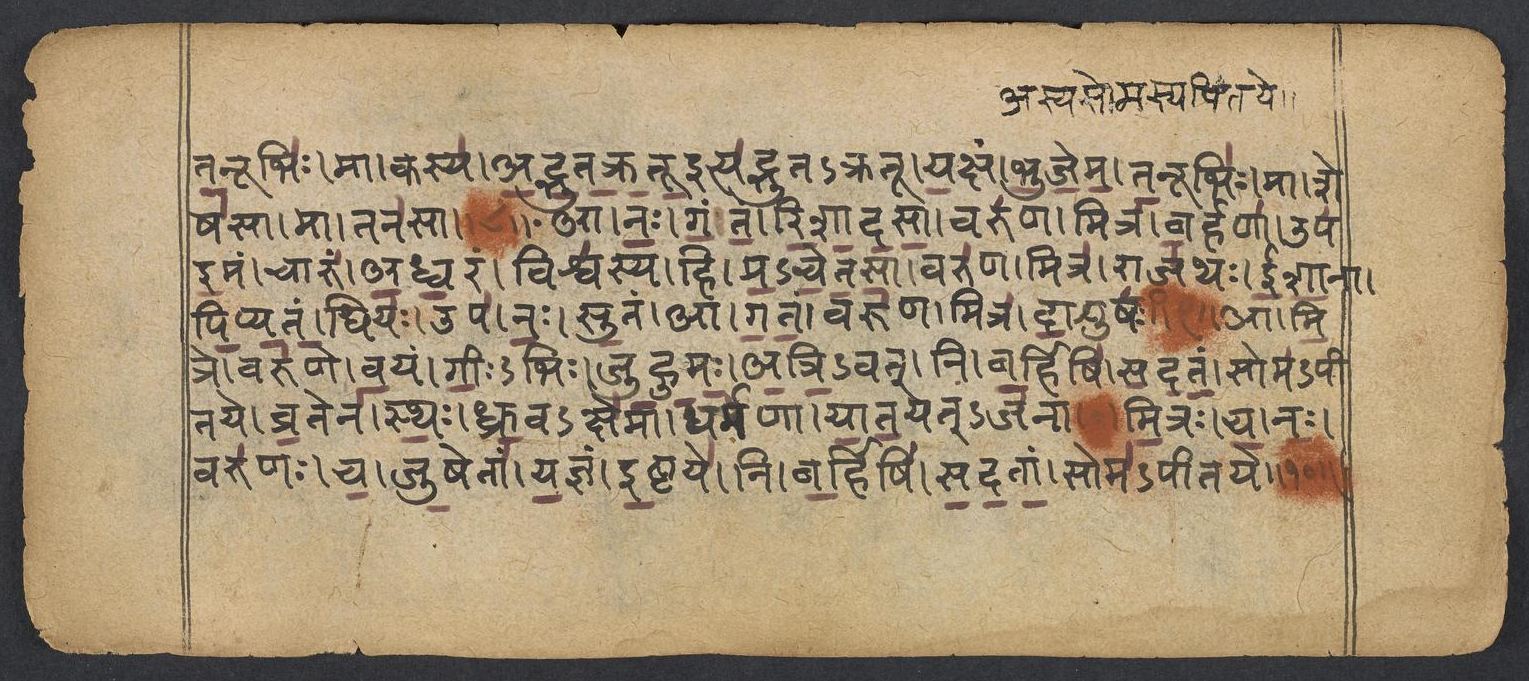 अस्यसोमस्यपितये॥
तनूभिः।मा।कस्य।अद्भुतक्रतूइत्यद्भुतऽक्रतू।यक्षं।भुजेम।तनूभिः।मा।शे
षसा।मा।तनसा॥८॥आ।नः।गंतं।रिशादसा।वरुण।मित्र।बर्हणा।उप
इमं।चारुं।अध्वरं।विश्वस्य।हि।प्रऽचेतसा।वरुण।मित्र।राजथः।ईशाना।
पिप्यतं।धियः।उप।नः।सुतं।आ।गतं।वरुण।मित्र।दाशुषः॥९॥आ।मि
त्रे।वरुणे।वयं।गीःऽभिः।जुहुमः।अत्रिऽवत्।नि।बर्हिषि।सदतं।सोमऽपी
तये।व्रतेन।स्थः।ध्रुवऽक्षेमा।धर्मणा।यातयत्ऽजना।मित्रः।च।नः।
वरुणः।च।जुषेतां।यज्ञं।इष्टये।नि।बर्हिषि।सदतां।सोमऽपीतये॥१०॥